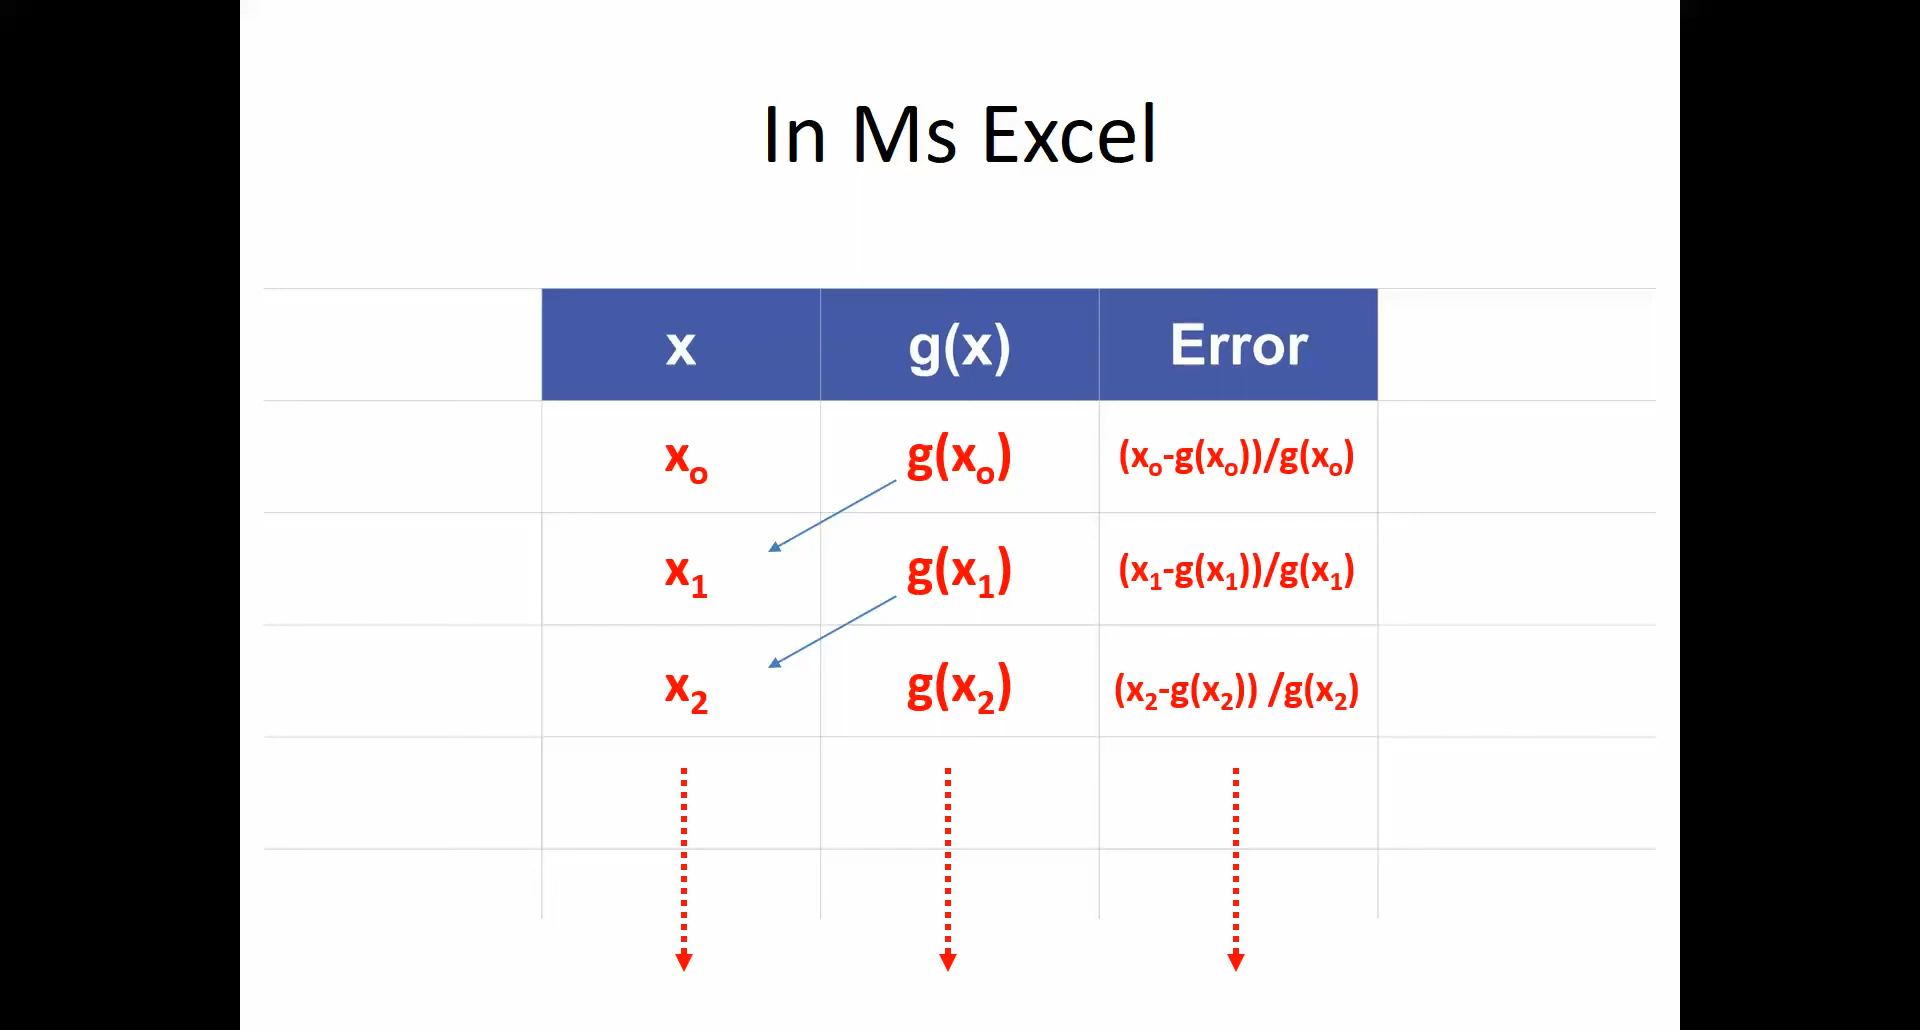 In Ms Excel
x g(x) Error
xₒ g(xₒ) (xₒ-g(xₒ))/g(xₒ)
x₁ g(x₁) (x₁-g(x₁))/g(x₁)
x₂ g(x₂) (x₂-g(x₂)) /g(x₂)